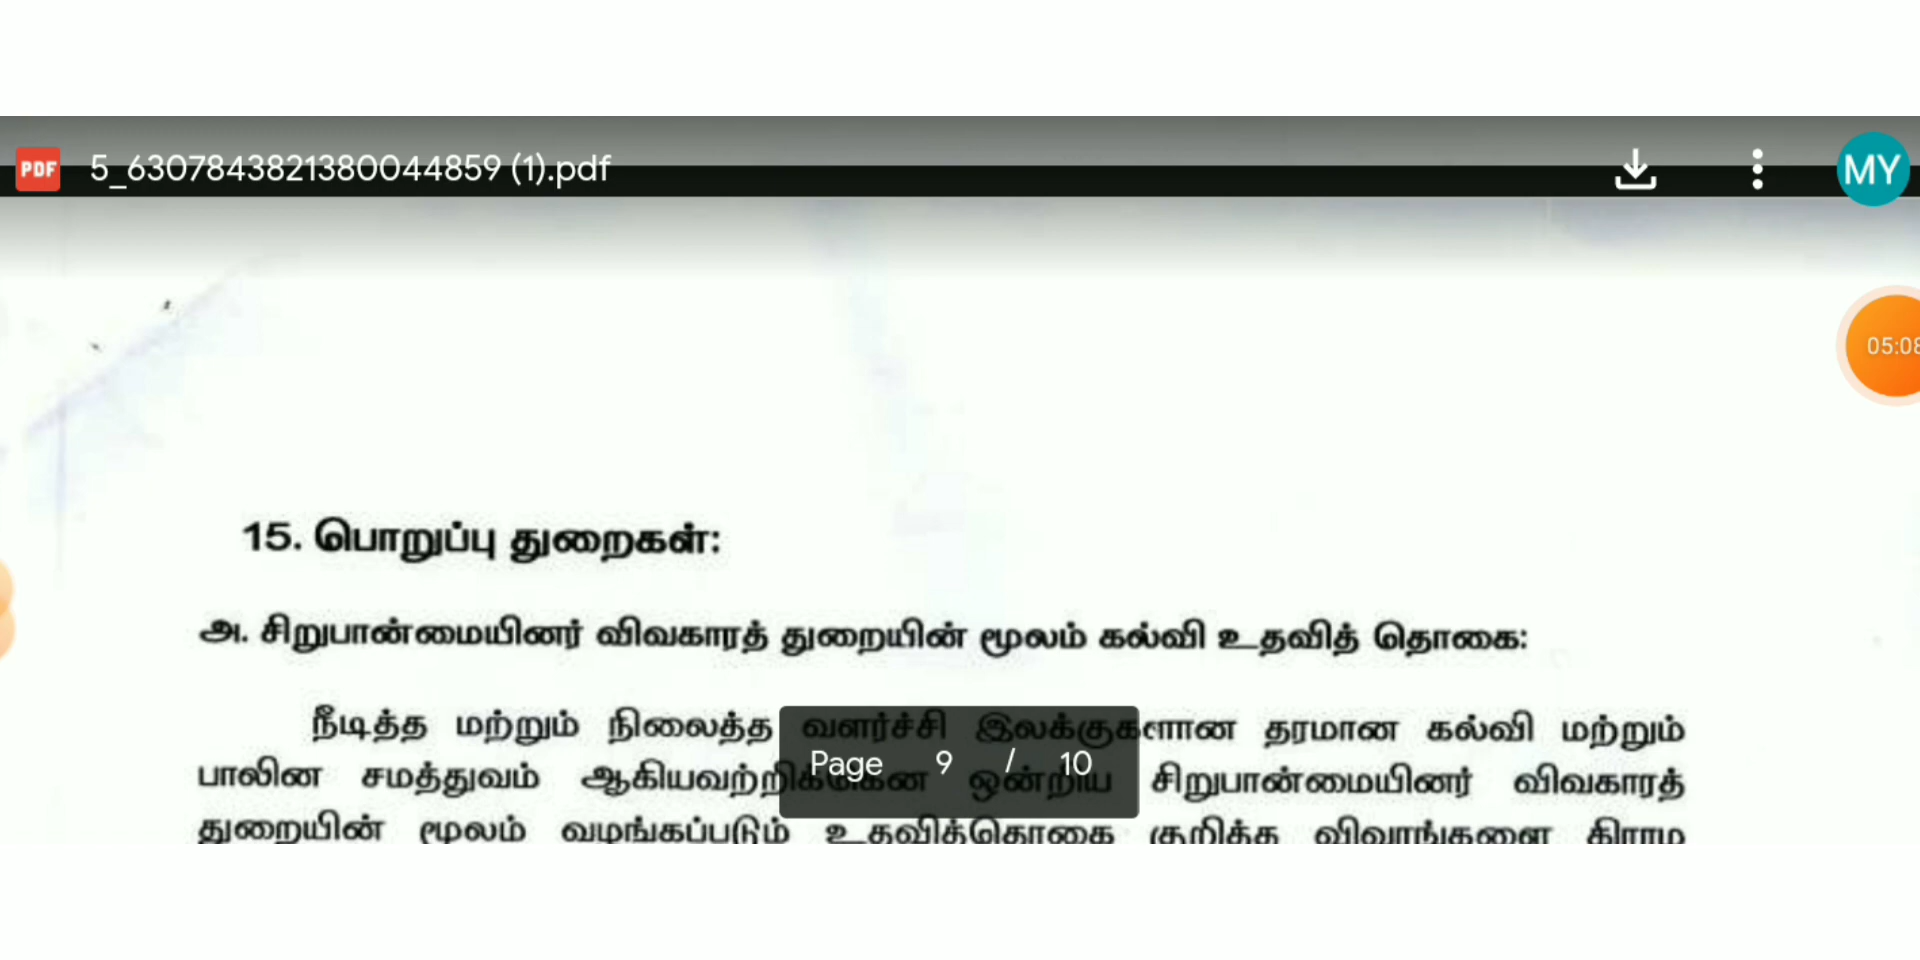 PDF 5_6307843821380044859 (1).pdf MY
05:08
15. பொறுப்பு துறைகள்:
அ. சிறுபான்மையினர் விவகாரத் துறையின் மூலம் கல்வி உதவித் தொகை:
நீடித்த மற்றும் நிலைத்த வளர்ச்சி இலக்குகளான தரமான கல்வி மற்றும்
பாலின சமத்துவம் ஆகியவற்றிக்கென ஒன்றிய சிறுபான்மையினர் விவகாரத்
Page 9 / 10
துறையின் மூலம் வழங்கப்படும் உதவித்தொகை குறித்த விவரங்களை கிராம